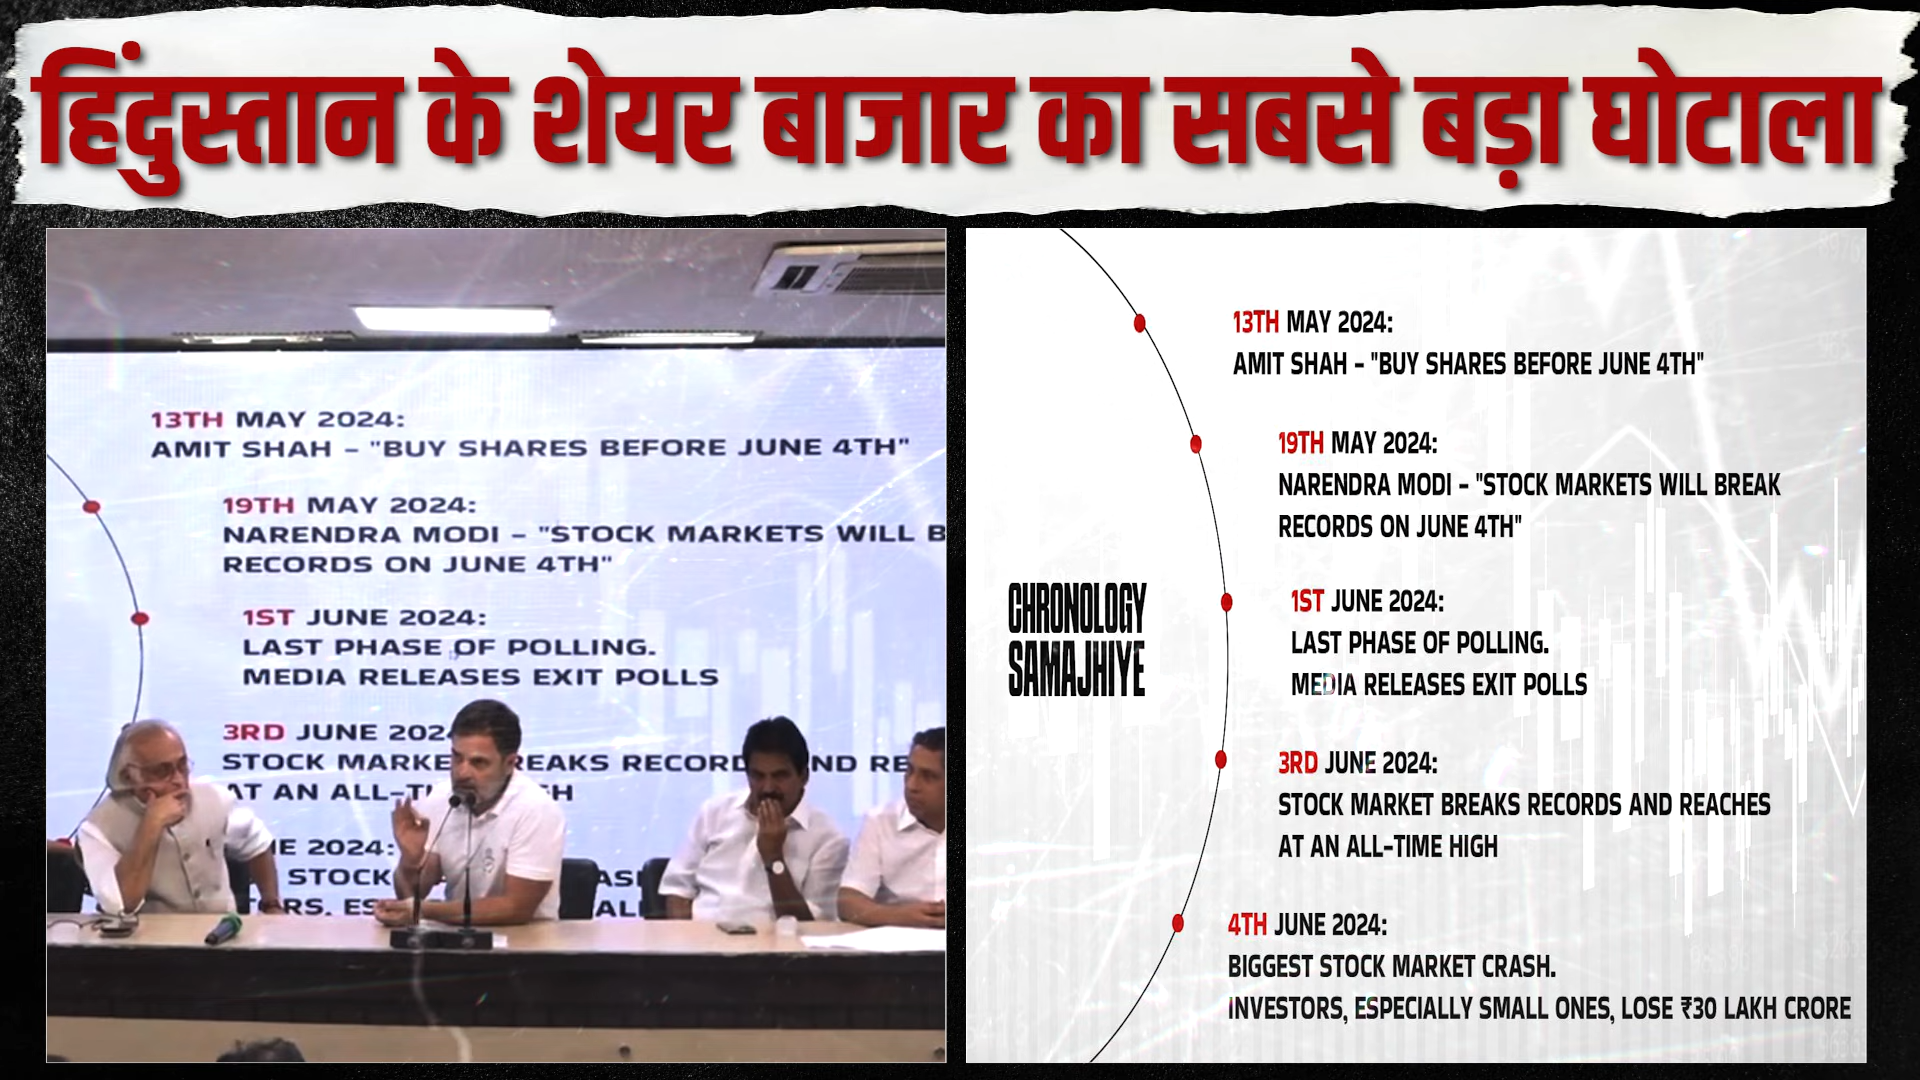 हिंदुस्तान के शेयर बाजार का सबसे बड़ा घोटाला
13TH MAY 2024:
AMIT SHAH – "BUY SHARES BEFORE JUNE 4TH"
19TH MAY 2024:
NARENDRA MODI – "STOCK MARKETS WILL B
RECORDS ON JUNE 4TH"
1ST JUNE 2024:
LAST PHASE OF POLLING.
MEDIA RELEASES EXIT POLLS
3RD JUNE 202
STOCK MARKE REAKS RECORD ND RE
AT AN ALL-TI H
NE 2024:
STOCK AS
TORS, ES AL
CHRONOLOGY
SAMAJHIYE
13TH MAY 2024:
AMIT SHAH – "BUY SHARES BEFORE JUNE 4TH"
19TH MAY 2024:
NARENDRA MODI – "STOCK MARKETS WILL BREAK
RECORDS ON JUNE 4TH"
1ST JUNE 2024:
LAST PHASE OF POLLING.
MEDIA RELEASES EXIT POLLS
3RD JUNE 2024:
STOCK MARKET BREAKS RECORDS AND REACHES
AT AN ALL-TIME HIGH
4TH JUNE 2024:
BIGGEST STOCK MARKET CRASH.
INVESTORS, ESPECIALLY SMALL ONES, LOSE ₹30 LAKH CRORE